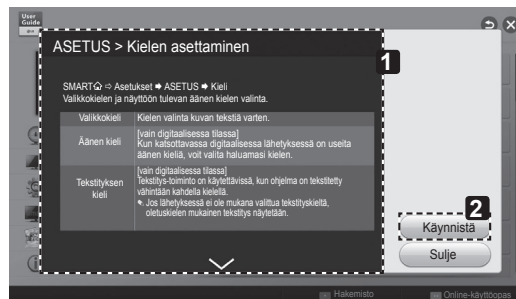 User
Guide
ASETUS > Kielen asettaminen
1
SMART ⇨ Asetukset ➡ ASETUS ➡ Kieli
Valikkokielen ja näyttöön tulevan äänen kielen valinta.
Valikkokieli Kielen valinta kuvan tekstiä varten.
Äänen kieli [vain digitaalisessa tilassa]
Kun katsottavassa digitaalisessa lähetyksessä on useita
äänen kieliä, voit valita haluamasi kielen.
Tekstityksen
kieli
[vain digitaalisessa tilassa]
Tekstitys-toiminto on käytettävissä, kun ohjelma on tekstitetty
vähintään kahdella kielellä.
Jos lähetyksessä ei ole mukana valittua tekstityskieltä,
oletuskielen mukainen tekstitys näytetään.
2
Käynnistä
Sulje
Hakemisto
Online-käyttöopas